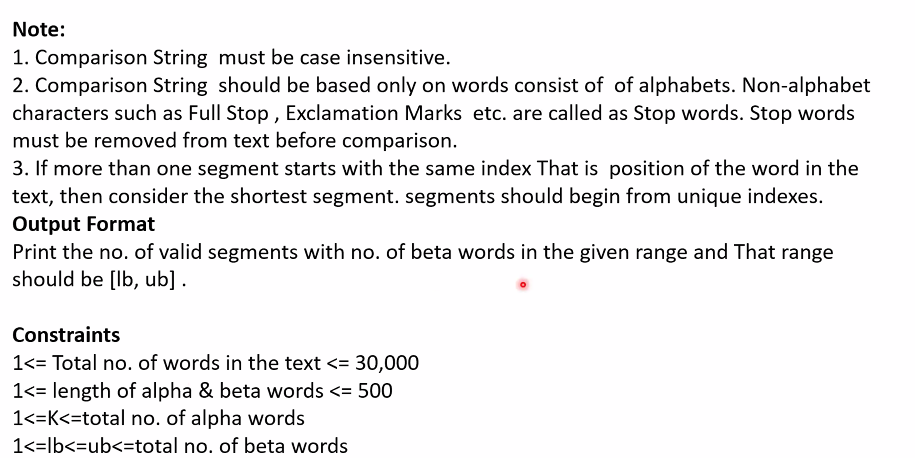 Note:
1. Comparison String  must be case insensitive.
2. Comparison String  should be based only on words consist of  of alphabets. Non-alphabet
characters such as Full Stop , Exclamation Marks  etc. are called as Stop words. Stop words
must be removed from text before comparison.
3. If more than one segment starts with the same index That is  position of the word in the
text, then consider the shortest segment. segments should begin from unique indexes.
Output Format
Print the no. of valid segments with no. of beta words in the given range and That range
should be [lb, ub] .
Constraints
1<= Total no. of words in the text <= 30,000
1<= length of alpha & beta words <= 500
1<=K<=total no. of alpha words
1<=lb<=ub<=total no. of beta words